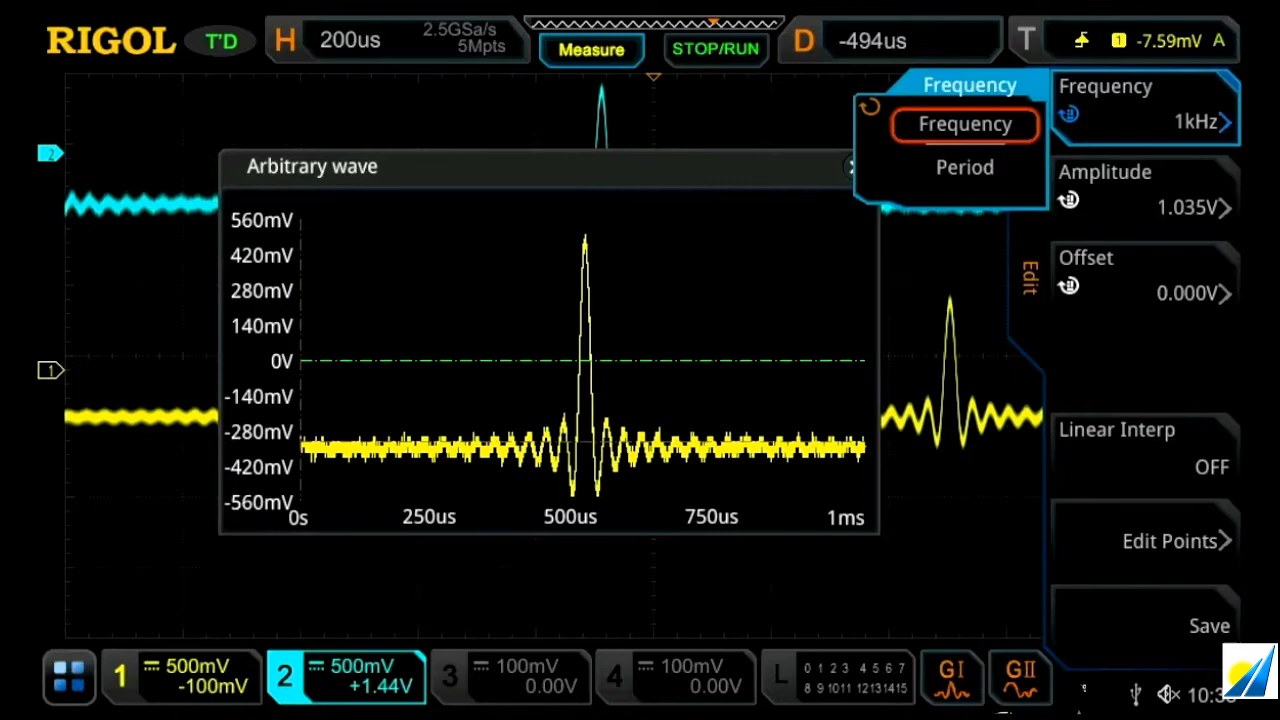 RIGOL T'D H 200us 2.5GSa/s 5Mpts Measure STOP/RUN D -494us T 1 -7.59mV A
Frequency
Frequency
Period
Frequency
1kHz
Amplitude
1.035V
Offset
0.000V
Edit
Linear Interp
OFF
Edit Points
Save
2
1
Arbitrary wave
560mV
420mV
280mV
140mV
0V
-140mV
-280mV
-420mV
-560mV
0s 250us 500us 750us 1ms
1 500mV
-100mV
2 500mV
+1.44V
3 100mV
0.00V
4 100mV
0.00V
L 0 1 2 3 4 5 6 7
8 9 10 11 12 13 14 15
GI
GII